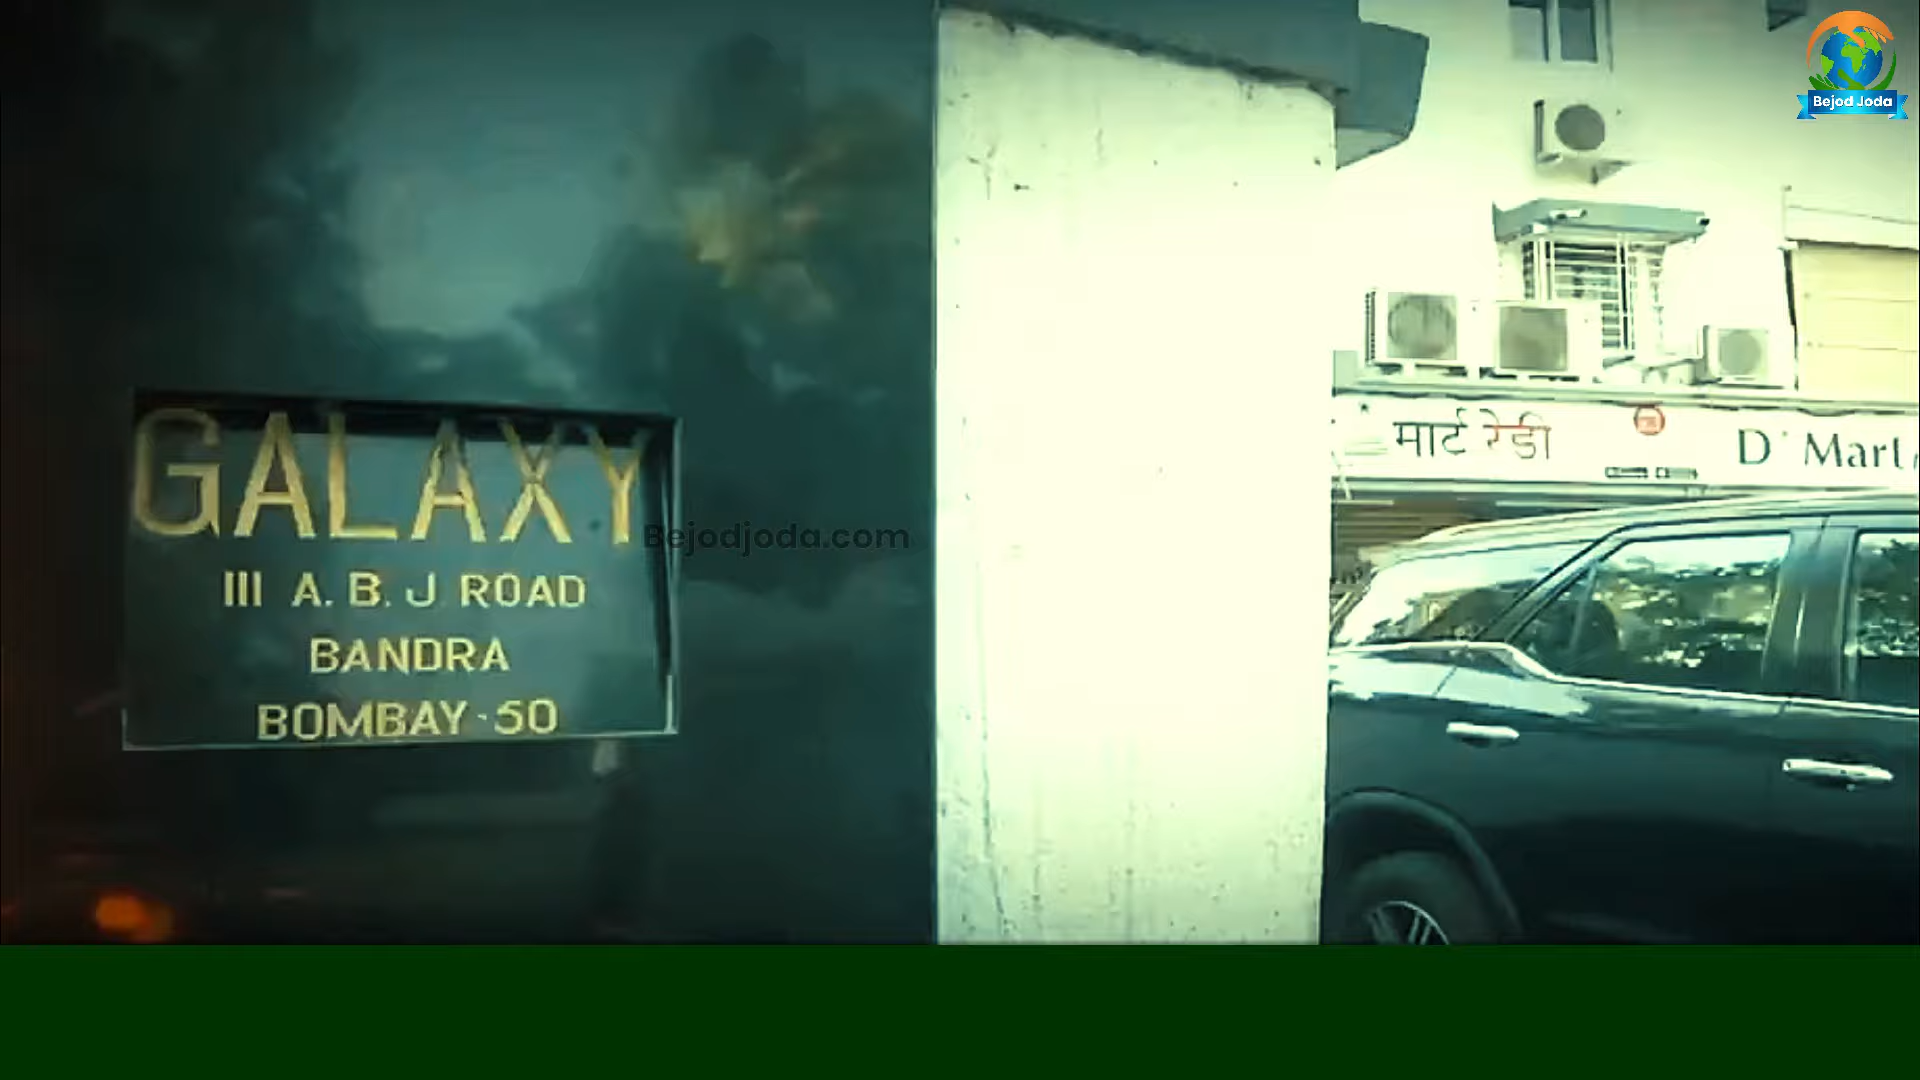 GALAXY
III A. B. J. ROAD
BANDRA
BOMBAY-50
Bejodjoda.com
मार्ट रेडी
D Mart
Bejod Joda